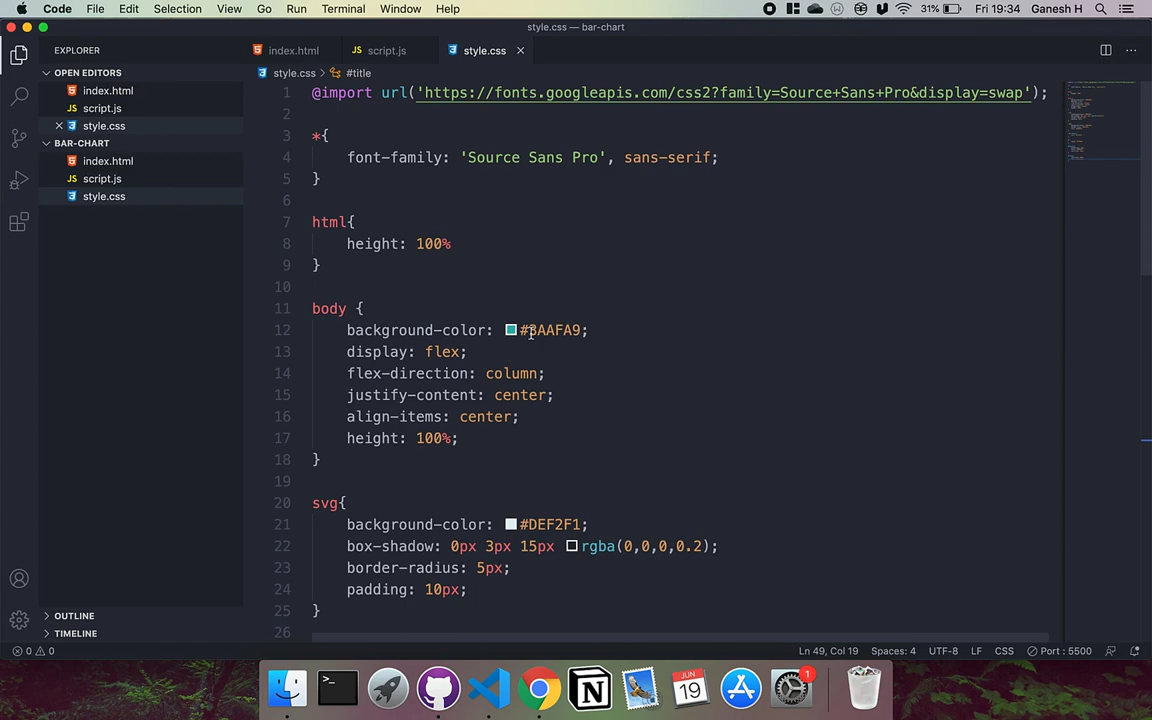 Code File Edit Selection View Go Run Terminal Window Help 31% Fri 19:34 Ganesh H
style.css — bar-chart
EXPLORER
index.html
JS script.js
style.css
OPEN EDITORS
index.html
JS script.js
style.css
BAR-CHART
index.html
JS script.js
style.css
OUTLINE
TIMELINE
style.css > #title
1 @import url('https://fonts.googleapis.com/css2?family=Source+Sans+Pro&display=swap');
2
3 *{
4 font-family: 'Source Sans Pro', sans-serif;
5 }
6
7 html{
8 height: 100%
9 }
10
11 body {
12 background-color: #3AAFA9;
13 display: flex;
14 flex-direction: column;
15 justify-content: center;
16 align-items: center;
17 height: 100%;
18 }
19
20 svg{
21 background-color: #DEF2F1;
22 box-shadow: 0px 3px 15px rgba(0,0,0,0.2);
23 border-radius: 5px;
24 padding: 10px;
25 }
26
0 0 Ln 49, Col 19 Spaces: 4 UTF-8 LF CSS Port : 5500
>_
N
JUN
19
1